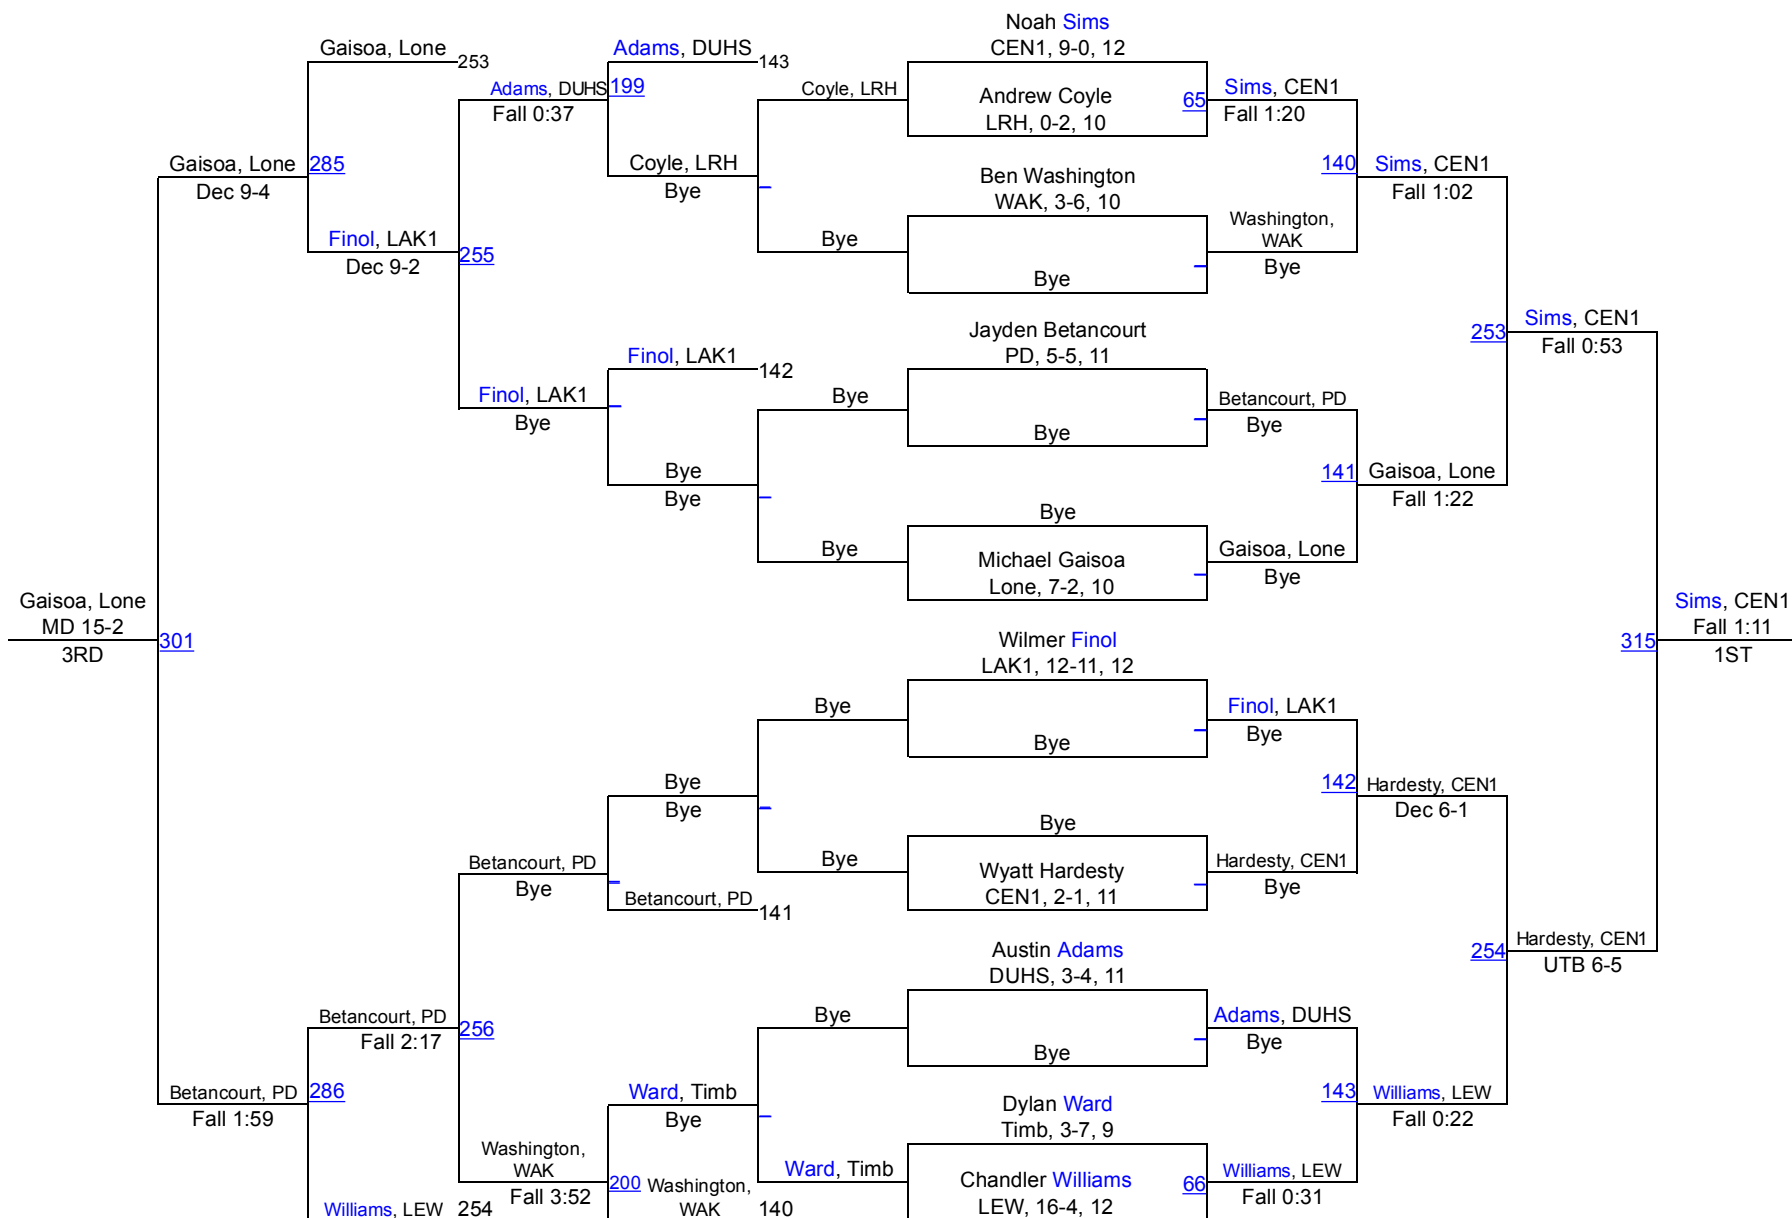 Noah Sims
CEN1, 9-0, 12
Gaisoa, Lone
253
Adams, DUHS
143
Adams, DUHS
199
Fall 0:37
Coyle, LRH
Andrew Coyle
LRH, 0-2, 10
65
Sims, CEN1
Fall 1:20
Gaisoa, Lone
285
Dec 9-4
Coyle, LRH
Bye
Ben Washington
WAK, 3-6, 10
140
Sims, CEN1
Fall 1:02
Finol, LAK1
Dec 9-2
255
Bye
Bye
Washington,
WAK
Bye
Jayden Betancourt
PD, 5-5, 11
253
Sims, CEN1
Fall 0:53
Finol, LAK1
142
Finol, LAK1
Bye
Bye
Bye
Betancourt, PD
Bye
Bye
Bye
141
Gaisoa, Lone
Fall 1:22
Bye
Bye
Michael Gaisoa
Lone, 7-2, 10
Gaisoa, Lone
Bye
Gaisoa, Lone
MD 15-2
3RD
301
Wilmer Finol
LAK1, 12-11, 12
315
Sims, CEN1
Fall 1:11
1ST
Bye
Bye
Finol, LAK1
Bye
Bye
Bye
142
Hardesty, CEN1
Dec 6-1
Betancourt, PD
Bye
Bye
Bye
Wyatt Hardesty
CEN1, 2-1, 11
Hardesty, CEN1
Bye
Betancourt, PD
141
Austin Adams
DUHS, 3-4, 11
254
Hardesty, CEN1
UTB 6-5
Betancourt, PD
Fall 2:17
256
Bye
Bye
Adams, DUHS
Bye
Betancourt, PD
286
Fall 1:59
Ward, Timb
Bye
Dylan Ward
Timb, 3-7, 9
143
Williams, LEW
Fall 0:22
Washington,
WAK
Fall 3:52
200
Ward, Timb
Chandler Williams
LEW, 16-4, 12
66
Williams, LEW
Fall 0:31
Williams, LEW
254
Washington,
WAK
140